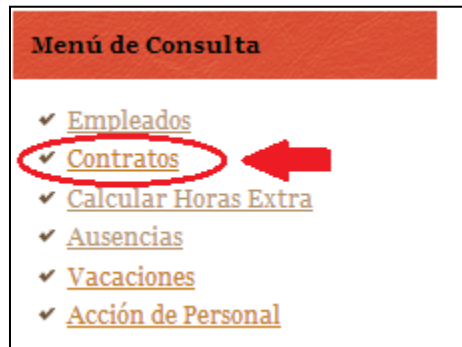 Menú de Consulta
Empleados
Contratos
Calcular Horas Extra
Ausencias
Vacaciones
Acción de Personal